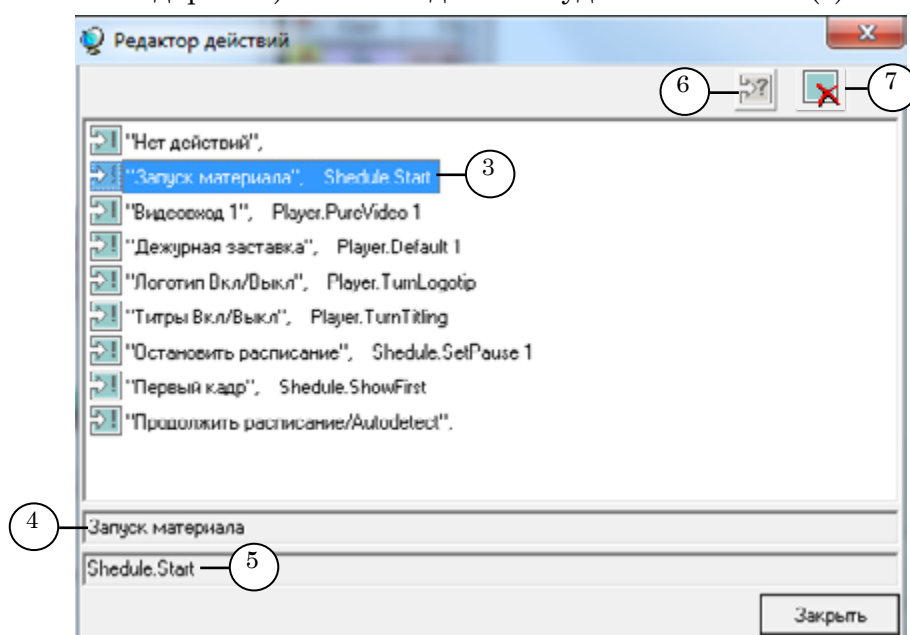 Редактор действий
6
7
>?
"Нет действий",
"Запуск материала", Shedule.Start
3
"Видеовход 1", Player.PureVideo 1
"Дежурная заставка", Player.Default 1
"Логотип Вкл/Выкл", Player.TurnLogotip
"Титры Вкл/Выкл", Player.TurnTitling
"Остановить расписание", Shedule.SetPause 1
"Первый кадр", Shedule.ShowFirst
"Продолжить расписание/Autodetect",
4
Запуск материала
Shedule.Start
5
Закрыть